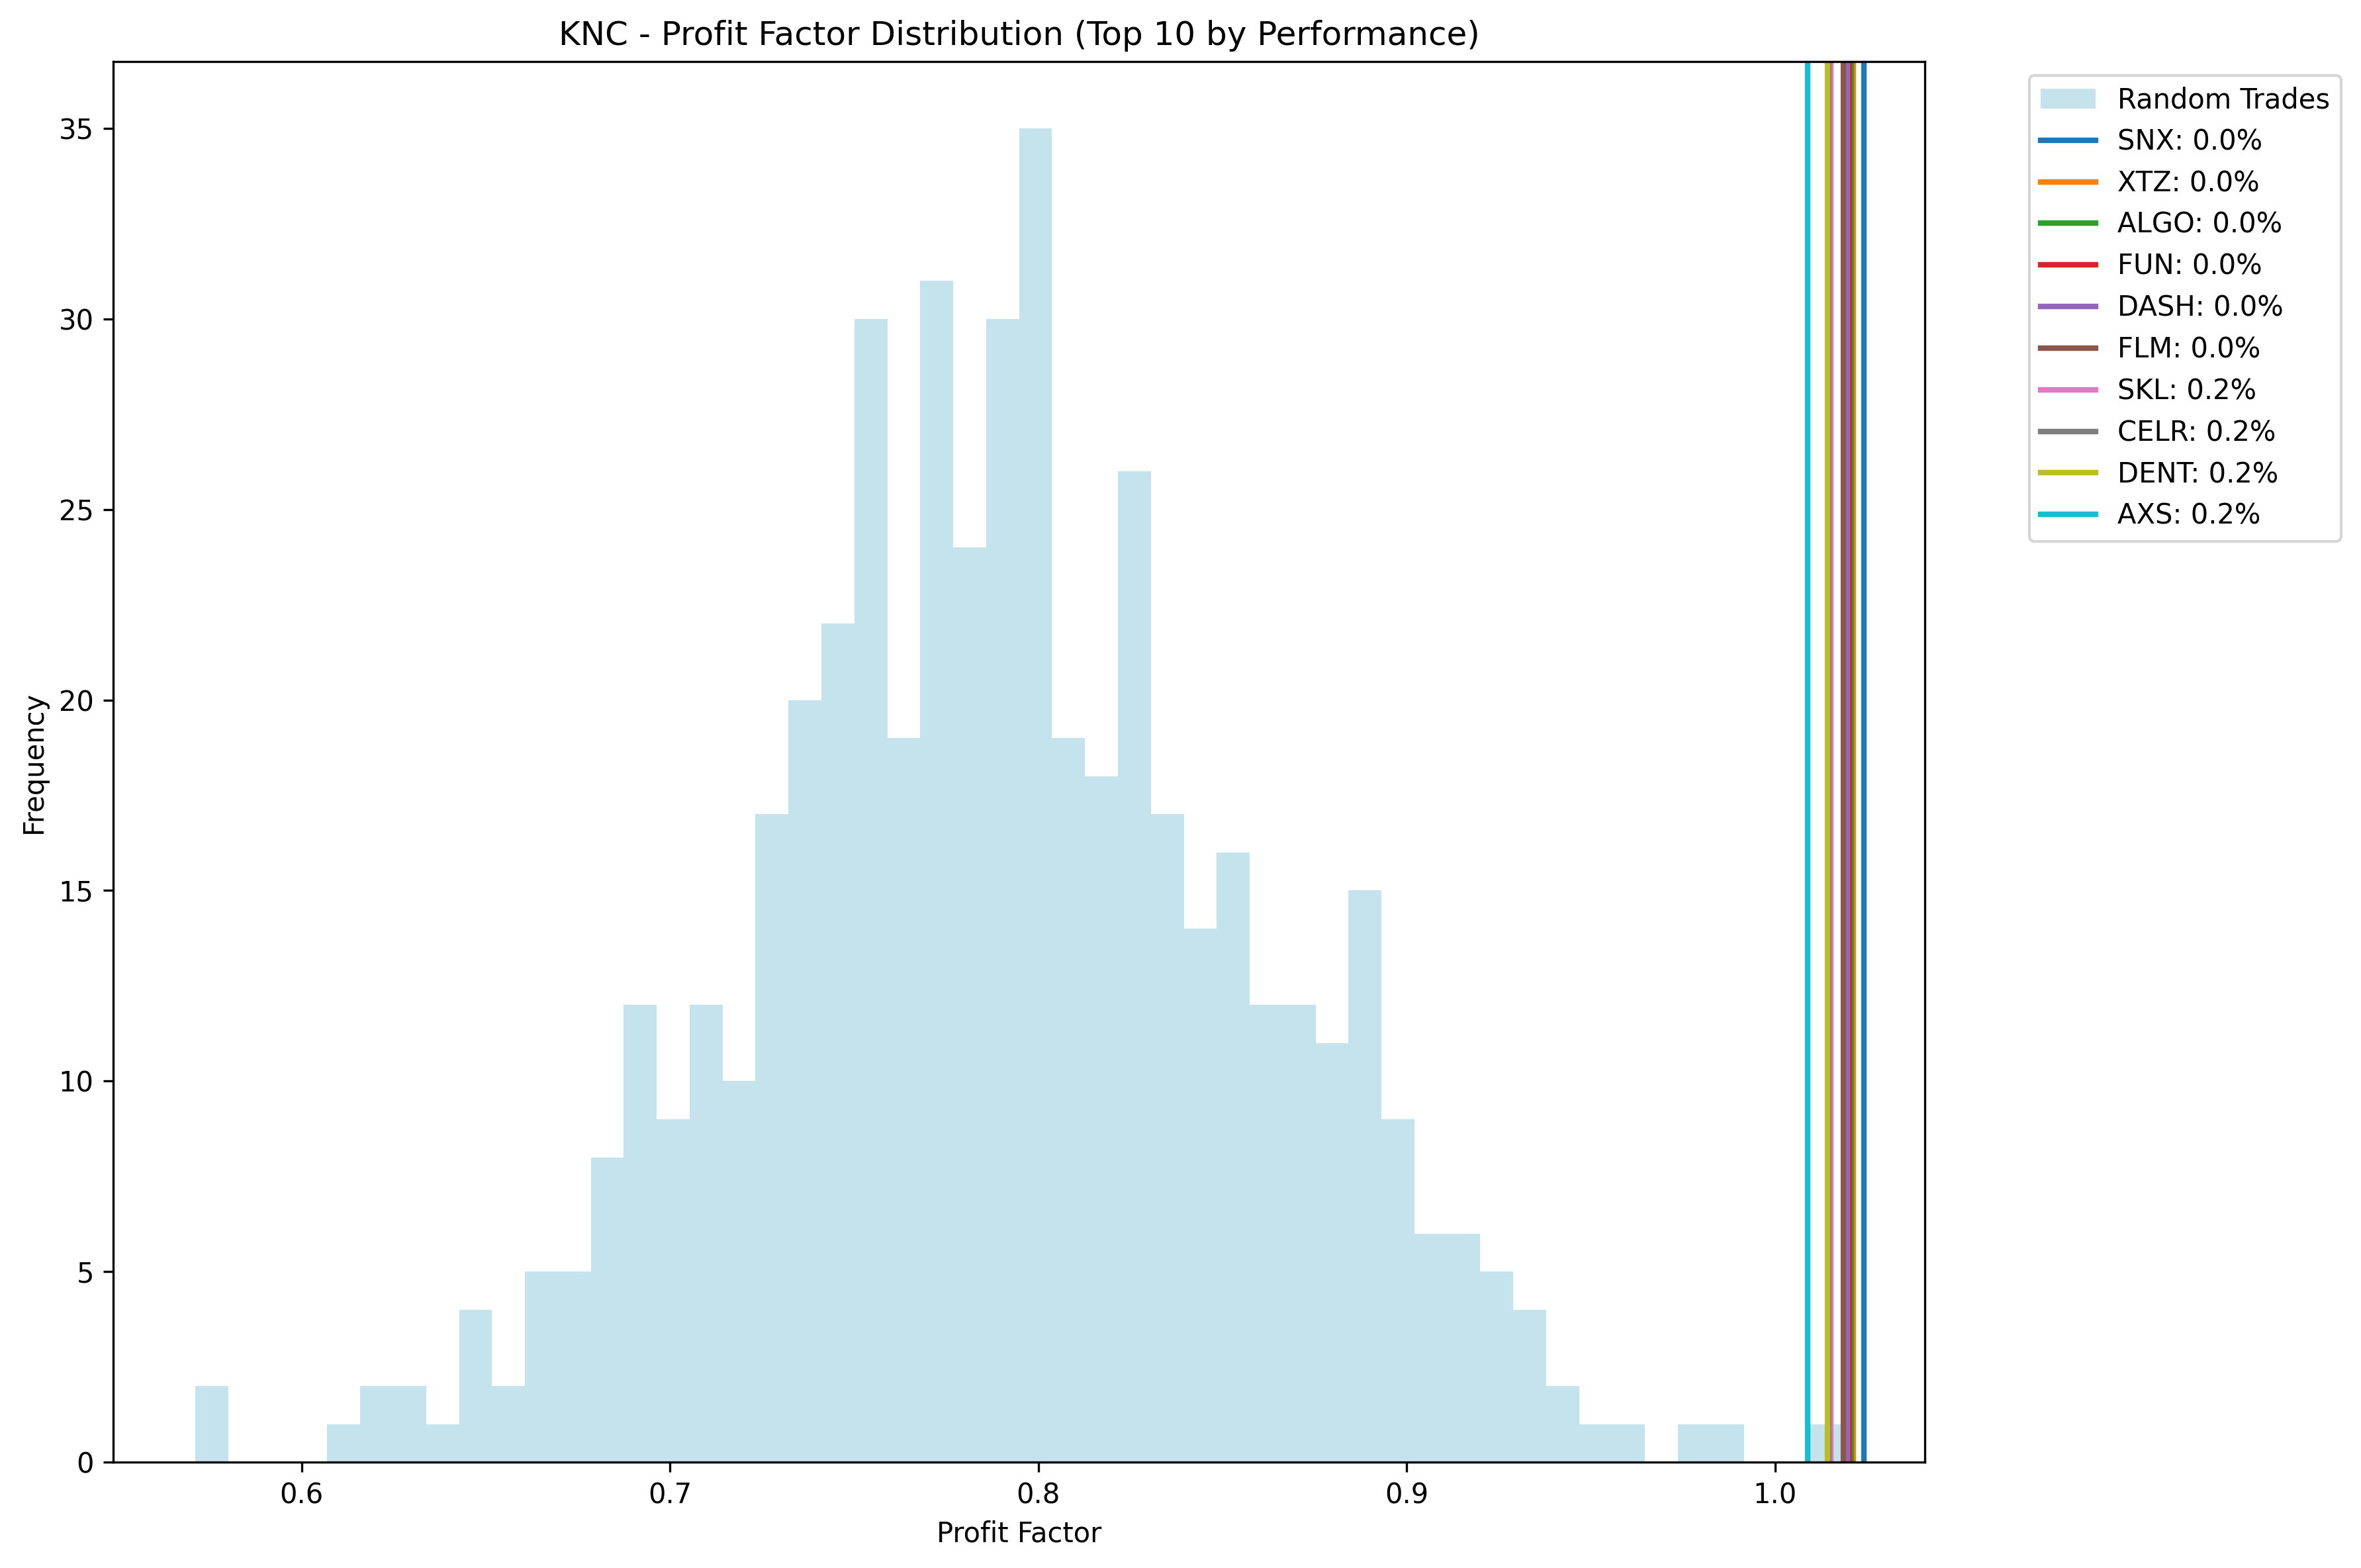 KNC - Profit Factor Distribution (Top 10 by Performance)
Random Trades
SNX: 0.0%
XTZ: 0.0%
ALGO: 0.0%
FUN: 0.0%
DASH: 0.0%
FLM: 0.0%
SKL: 0.2%
CELR: 0.2%
DENT: 0.2%
AXS: 0.2%
Frequency
35
30
25
20
15
10
5
0
0.6 0.7 0.8 0.9 1.0
Profit Factor